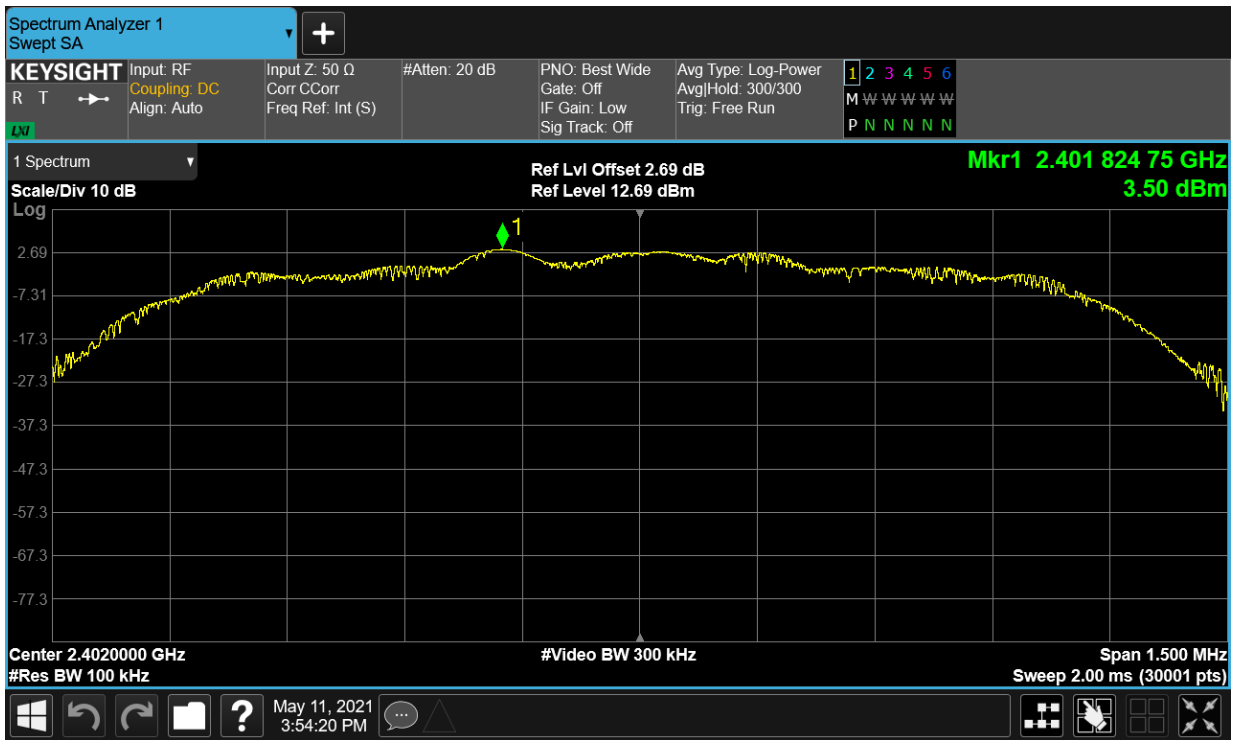 Spectrum Analyzer 1
Swept SA
KEYSIGHT
R T
LXI
Input: RF
Coupling: DC
Align: Auto
Input Z: 50 Ω
Corr CCorr
Freq Ref: Int (S)
#Atten: 20 dB
PNO: Best Wide
Gate: Off
IF Gain: Low
Sig Track: Off
Avg Type: Log-Power
Avg|Hold: 300/300
Trig: Free Run
1 2 3 4 5 6
M W W W W W
P N N N N N
1 Spectrum
Scale/Div 10 dB
Log
Ref Lvl Offset 2.69 dB
Ref Level 12.69 dBm
Mkr1 2.401 824 75 GHz
3.50 dBm
1
2.69
-7.31
-17.3
-27.3
-37.3
-47.3
-57.3
-67.3
-77.3
Center 2.4020000 GHz
#Res BW 100 kHz
#Video BW 300 kHz
Span 1.500 MHz
Sweep 2.00 ms (30001 pts)
?
May 11, 2021
3:54:20 PM